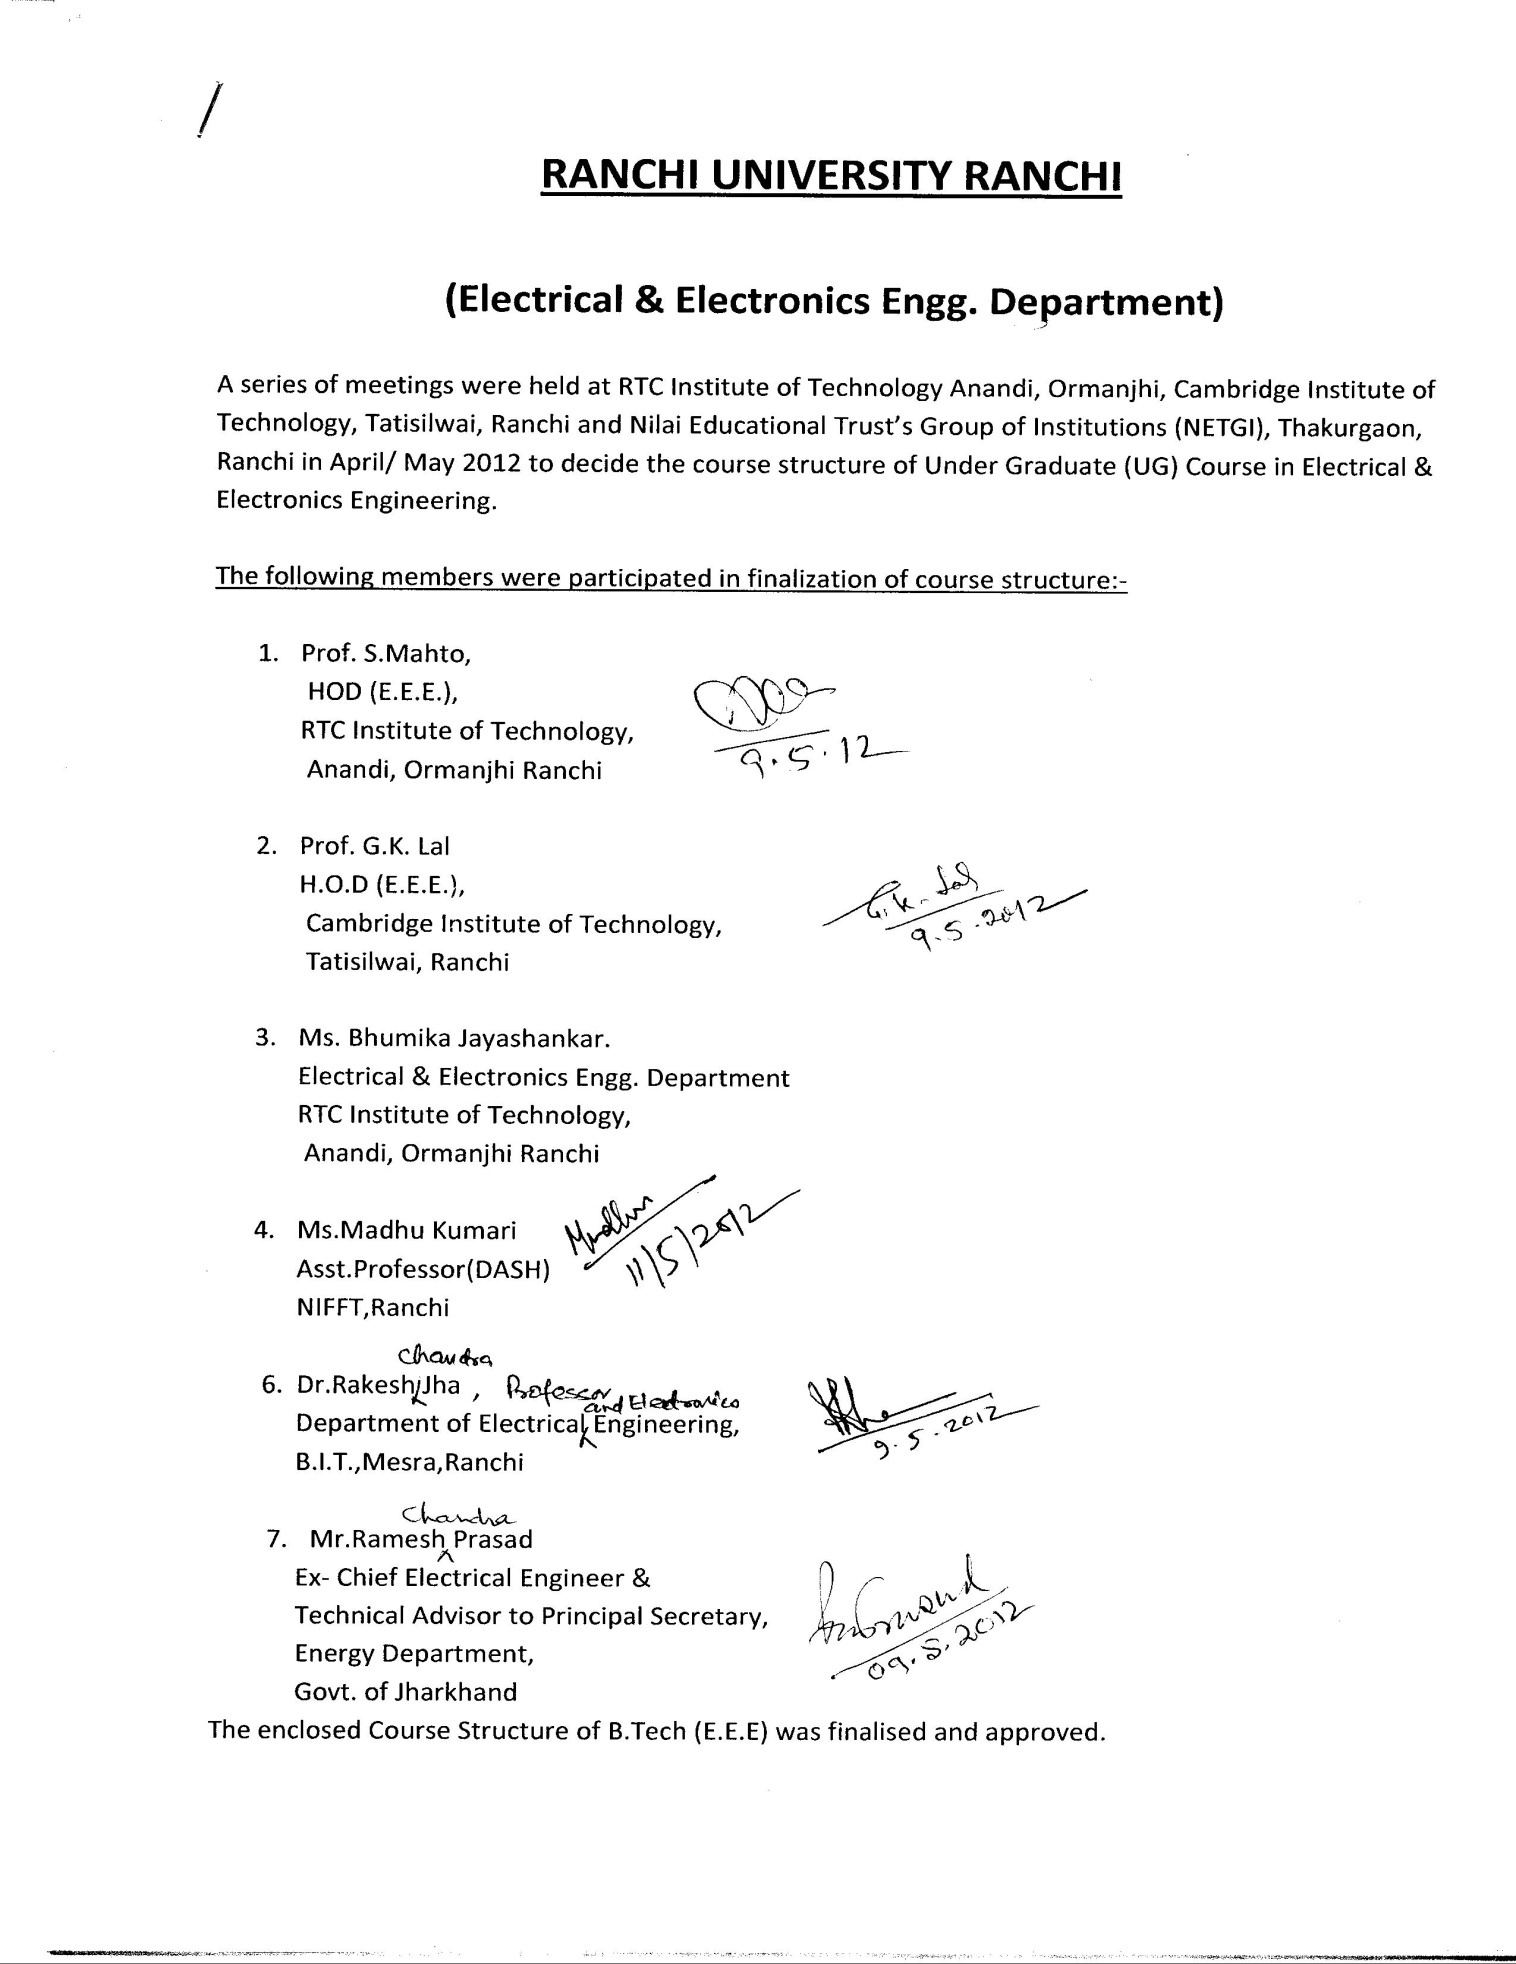 RANCHI UNIVERSITY RANCHI
(Electrical & Electronics Engg. Department)
A series of meetings were held at RTC Institute of Technology Anandi, Ormanjhi, Cambridge Institute of
Technology, Tatisilwai, Ranchi and Nilai Educational Trust's Group of Institutions (NETGI), Thakurgaon,
Ranchi in April/ May 2012 to decide the course structure of Under Graduate (UG) Course in Electrical &
Electronics Engineering.
The following members were participated in finalization of course structure:-
1. Prof. S.Mahto,
HOD (E.E.E.),
RTC Institute of Technology,
Anandi, Ormanjhi Ranchi
9.5.12
2. Prof. G.K. Lal
H.O.D (E.E.E.),
Cambridge Institute of Technology,
Tatisilwai, Ranchi
G.K. Lal
9.5.2012
3. Ms. Bhumika Jayashankar.
Electrical & Electronics Engg. Department
RTC Institute of Technology,
Anandi, Ormanjhi Ranchi
4. Ms.Madhu Kumari
Asst.Professor(DASH)
NIFFT,Ranchi
Madhu
11/5/2012
Chandra
6. Dr.Rakesh Jha , Professor
and Electronics
Department of Electrical Engineering,
B.I.T.,Mesra,Ranchi
9.5.2012
Chandra
7. Mr.Ramesh Prasad
Ex- Chief Electrical Engineer &
Technical Advisor to Principal Secretary,
Energy Department,
Govt. of Jharkhand
09.5.2012
The enclosed Course Structure of B.Tech (E.E.E) was finalised and approved.